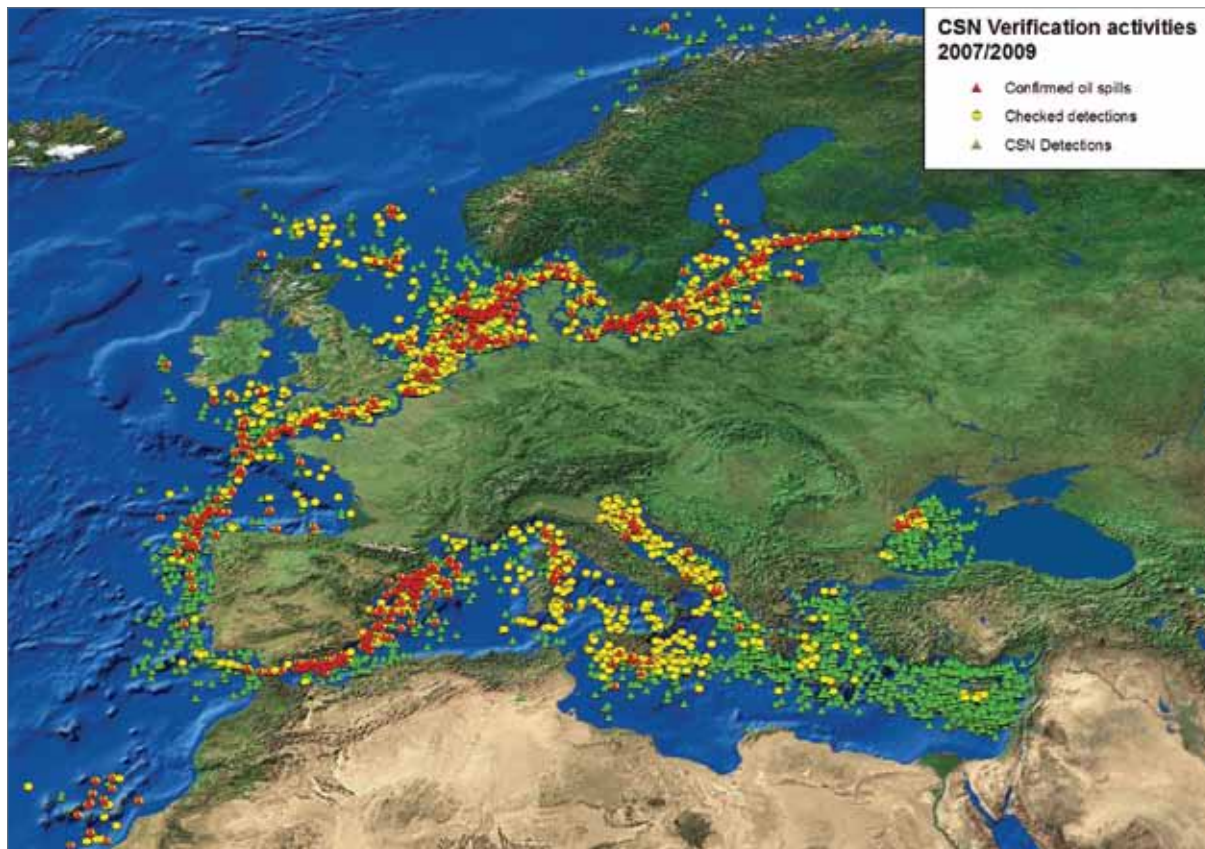 CSN Verification activities
2007/2009
Confirmed oil spills
Checked detections
CSN Detections